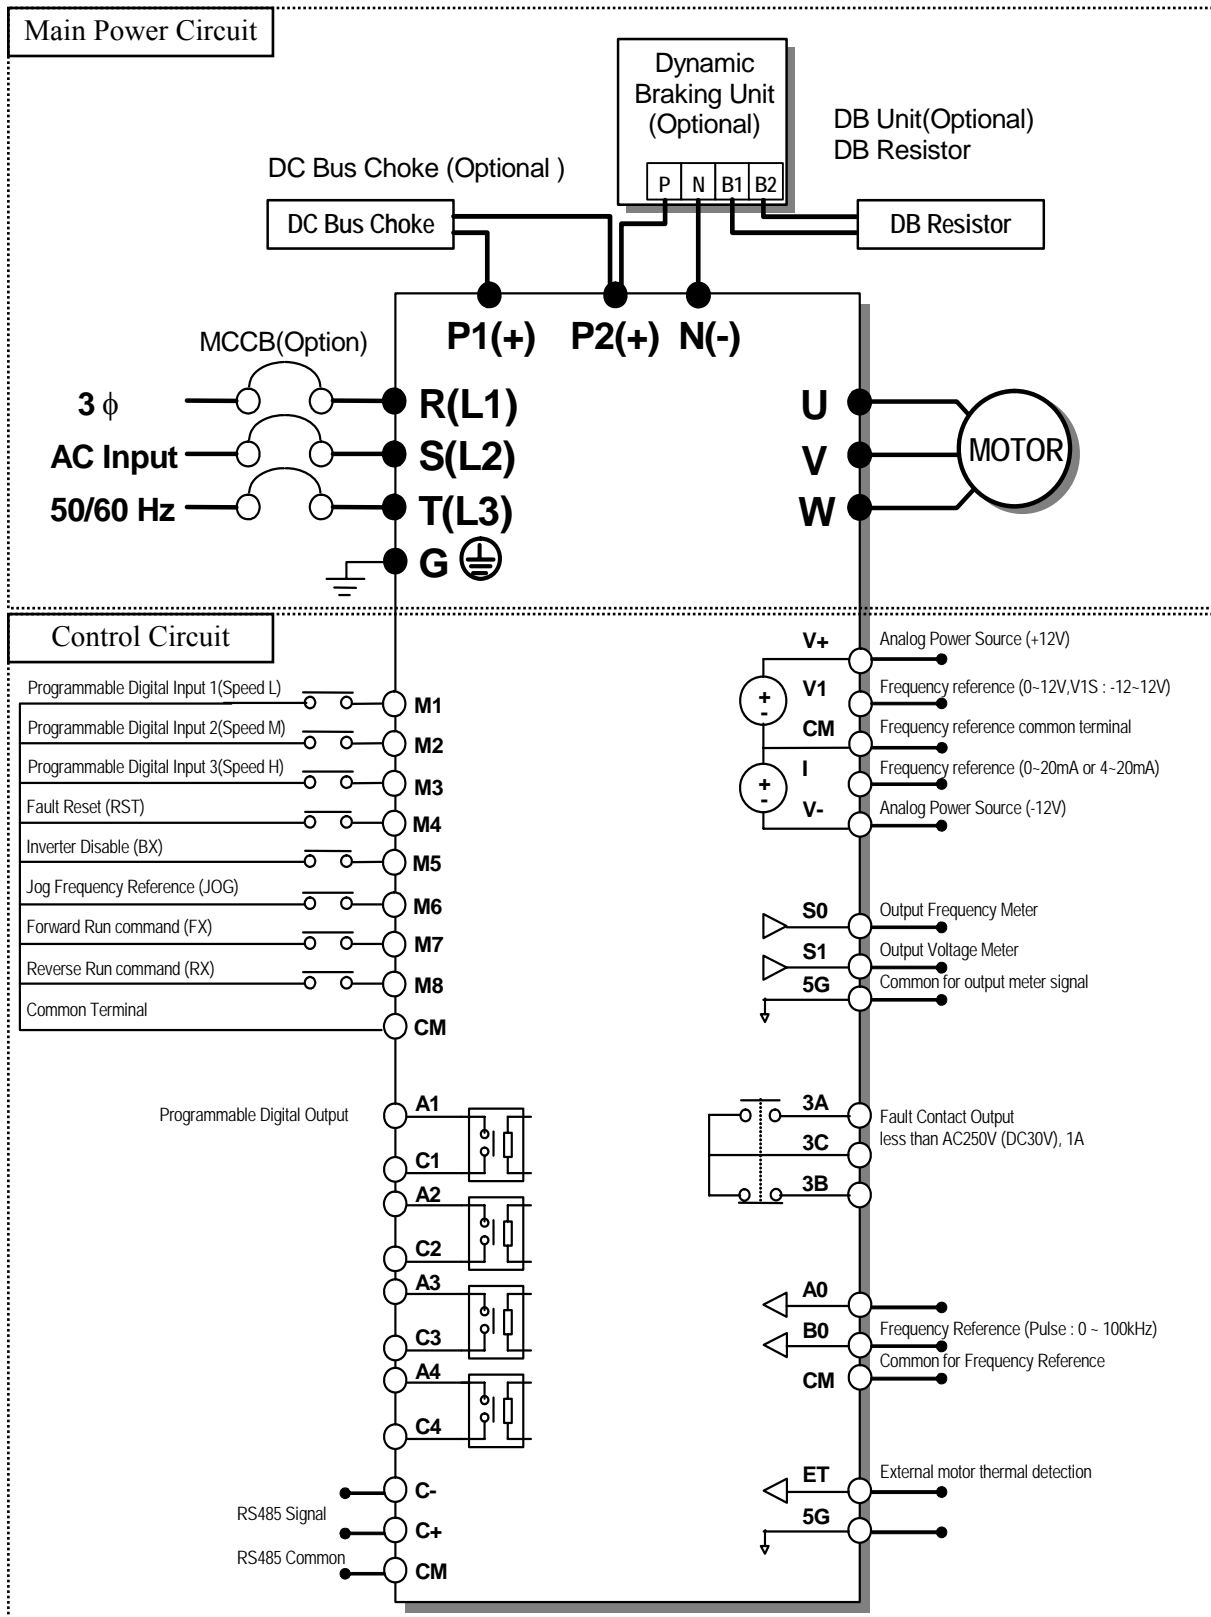 Main Power Circuit
Dynamic
Braking Unit
(Optional)
P N B1 B2
DB Unit(Optional)
DB Resistor
DC Bus Choke (Optional )
DC Bus Choke
DB Resistor
P1(+) P2(+) N(-)
MCCB(Option)
3 ϕ
AC Input
50/60 Hz
R(L1)
S(L2)
T(L3)
G
U
V
W
MOTOR
Control Circuit
Programmable Digital Input 1(Speed L)
M1
Programmable Digital Input 2(Speed M)
M2
Programmable Digital Input 3(Speed H)
M3
Fault Reset (RST)
M4
Inverter Disable (BX)
M5
Jog Frequency Reference (JOG)
M6
Forward Run command (FX)
M7
Reverse Run command (RX)
M8
Common Terminal
CM
V+ Analog Power Source (+12V)
+
-
V1 Frequency reference (0~12V,V1S : -12~12V)
CM Frequency reference common terminal
+
-
I Frequency reference (0~20mA or 4~20mA)
V- Analog Power Source (-12V)
S0 Output Frequency Meter
S1 Output Voltage Meter
5G Common for output meter signal
Programmable Digital Output
A1
C1
A2
C2
A3
C3
A4
C4
3A Fault Contact Output
less than AC250V (DC30V), 1A
3C
3B
A0
B0 Frequency Reference (Pulse : 0 ~ 100kHz)
CM Common for Frequency Reference
ET External motor thermal detection
5G
C-
RS485 Signal
C+
RS485 Common
CM